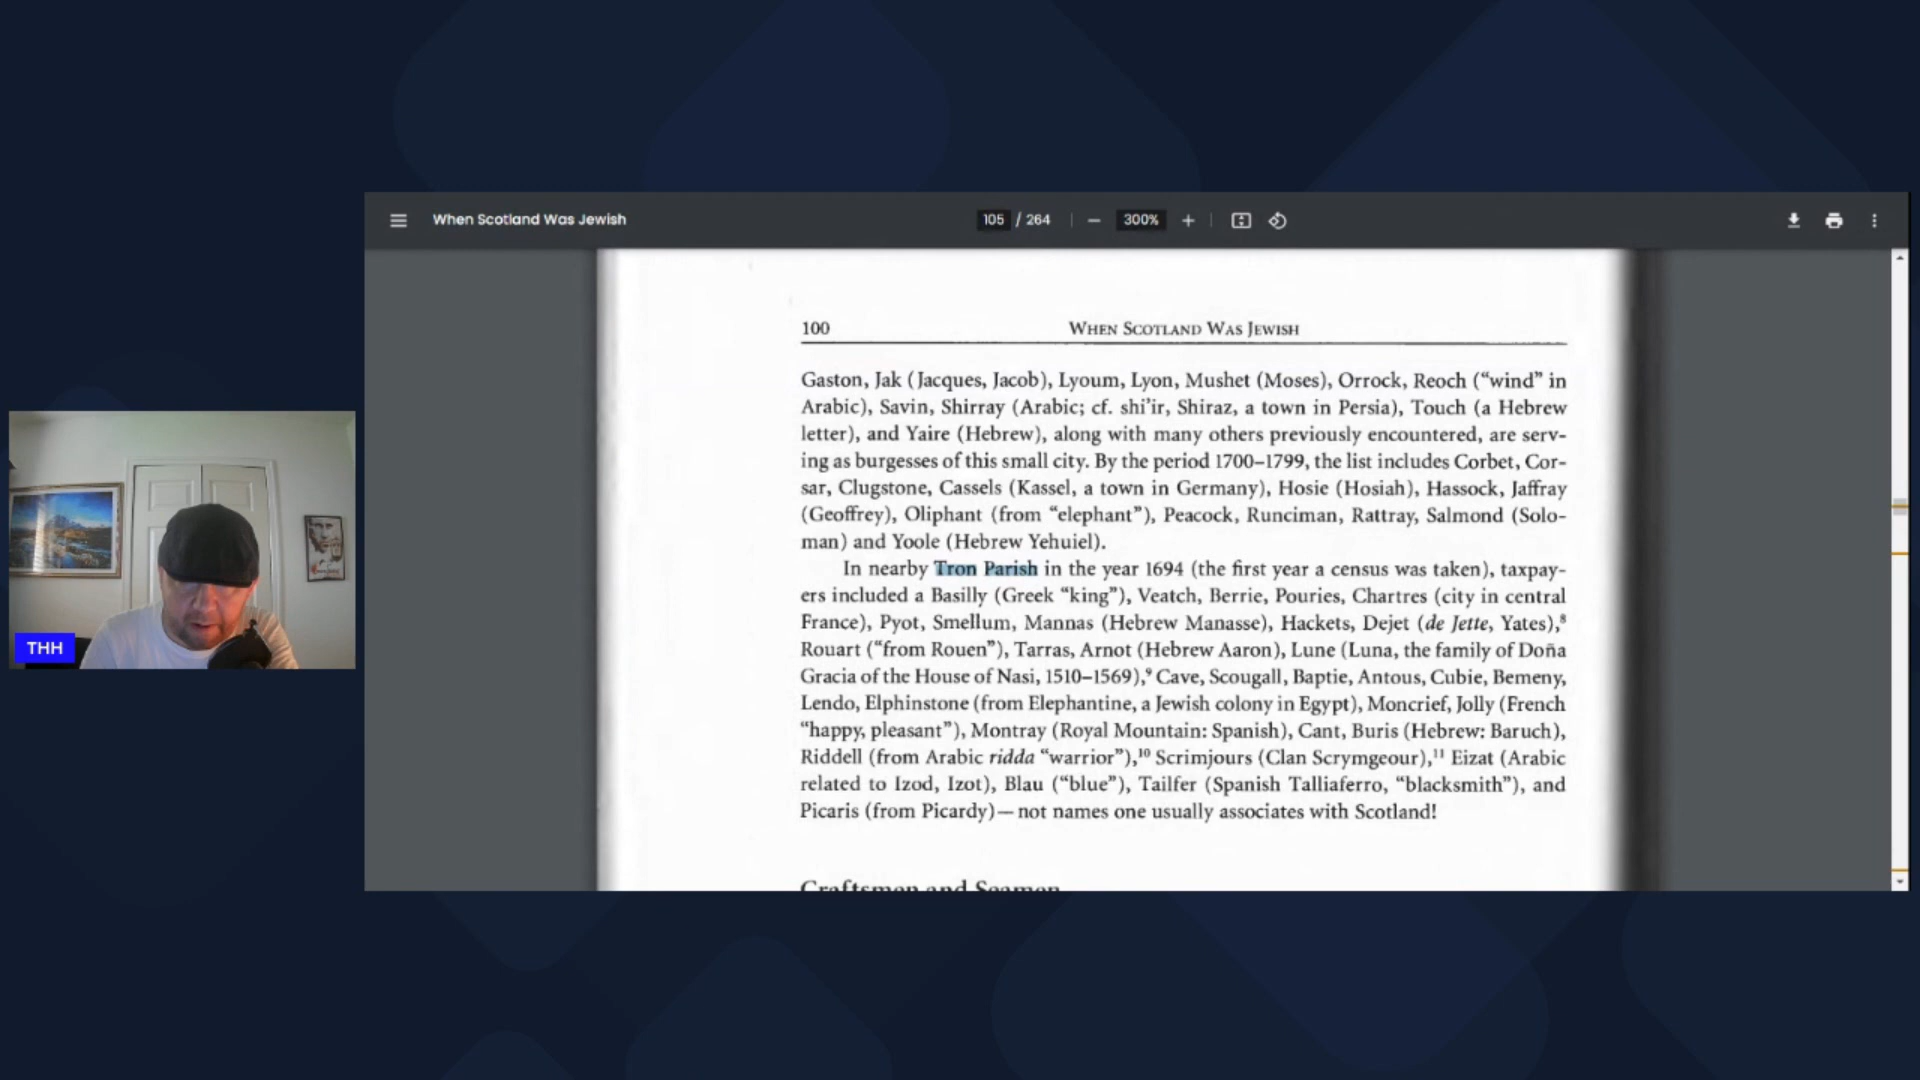 When Scotland Was Jewish
105 / 264
300%
100
WHEN SCOTLAND WAS JEWISH
Gaston, Jak (Jacques, Jacob), Lyoum, Lyon, Mushet (Moses), Orrock, Reoch (“wind” in
Arabic), Savin, Shirray (Arabic; cf. shi’ir, Shiraz, a town in Persia), Touch (a Hebrew
letter), and Yaire (Hebrew), along with many others previously encountered, are serv-
ing as burgesses of this small city. By the period 1700–1799, the list includes Corbet, Cor-
sar, Clugstone, Cassels (Kassel, a town in Germany), Hosie (Hosiah), Hassock, Jaffray
(Geoffrey), Oliphant (from “elephant”), Peacock, Runciman, Rattray, Salmond (Solo-
man) and Yoole (Hebrew Yehuiel).
In nearby Tron Parish in the year 1694 (the first year a census was taken), taxpay-
ers included a Basilly (Greek “king”), Veatch, Berrie, Pouries, Chartres (city in central
France), Pyot, Smellum, Mannas (Hebrew Manasse), Hackets, Dejet (de Jette, Yates),⁸
Rouart (“from Rouen”), Tarras, Arnot (Hebrew Aaron), Lune (Luna, the family of Doña
Gracia of the House of Nasi, 1510–1569),⁹ Cave, Scougall, Baptie, Antous, Cubie, Bemeny,
Lendo, Elphinstone (from Elephantine, a Jewish colony in Egypt), Moncrief, Jolly (French
“happy, pleasant”), Montray (Royal Mountain: Spanish), Cant, Buris (Hebrew: Baruch),
Riddell (from Arabic ridda “warrior”),¹⁰ Scrimjours (Clan Scrymgeour),¹¹ Eizat (Arabic
related to Izod, Izot), Blau (“blue”), Tailfer (Spanish Talliaferro, “blacksmith”), and
Picaris (from Picardy)—not names one usually associates with Scotland!
Craftsmen and Seamen
THH